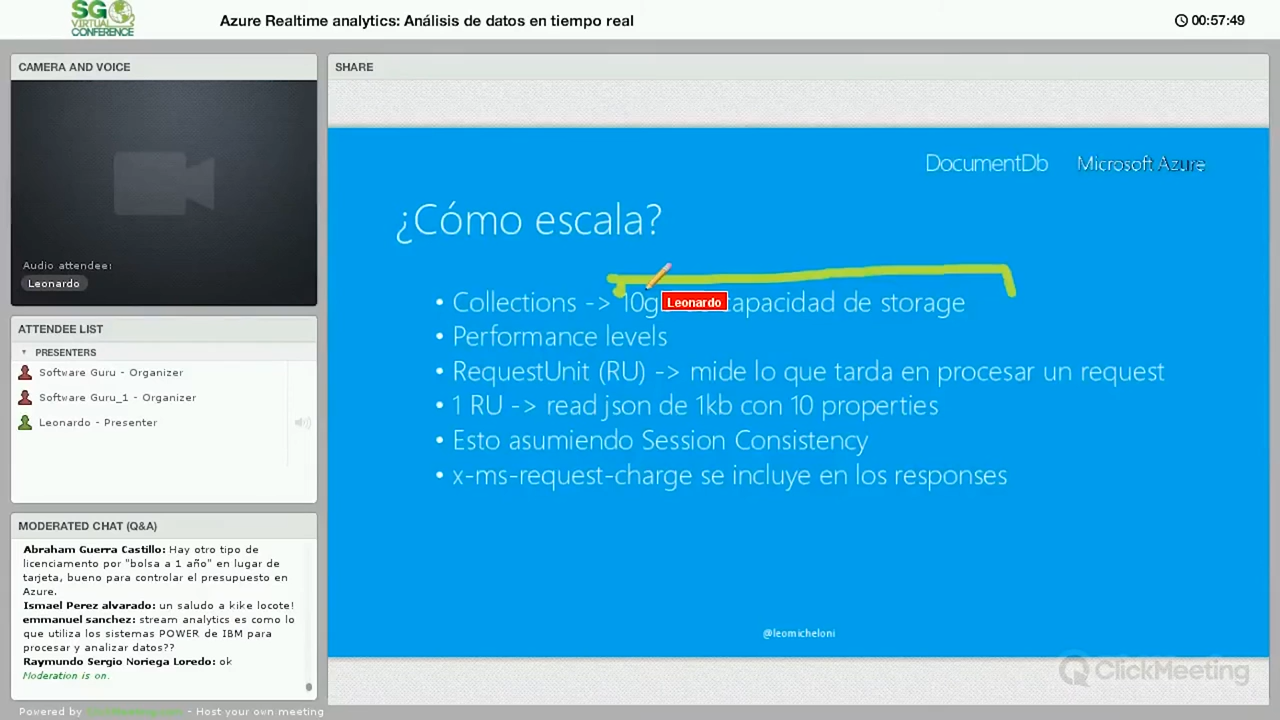 SG
VIRTUAL
CONFERENCE
Azure Realtime analytics: Análisis de datos en tiempo real
00:57:49
CAMERA AND VOICE
Audio attendee:
Leonardo
ATTENDEE LIST
PRESENTERS
Software Guru - Organizer
Software Guru_1 - Organizer
Leonardo - Presenter
MODERATED CHAT (Q&A)
Abraham Guerra Castillo: Hay otro tipo de
licenciamiento por "bolsa a 1 año" en lugar de
tarjeta, bueno para controlar el presupuesto en
Azure.
Ismael Perez alvarado: un saludo a kike locote!
emmanuel sanchez: stream analytics es como lo
que utiliza los sistemas POWER de IBM para
procesar y analizar datos??
Raymundo Sergio Noriega Loredo: ok
Moderation is on.
Powered by ClickMeeting.com - Host your own meeting
SHARE
DocumentDb Microsoft Azure
¿Cómo escala?
• Collections -> 10g Leonardo capacidad de storage
• Performance levels
• RequestUnit (RU) -> mide lo que tarda en procesar un request
• 1 RU -> read json de 1kb con 10 properties
• Esto asumiendo Session Consistency
• x-ms-request-charge se incluye en los responses
@leomicheloni
ClickMeeting